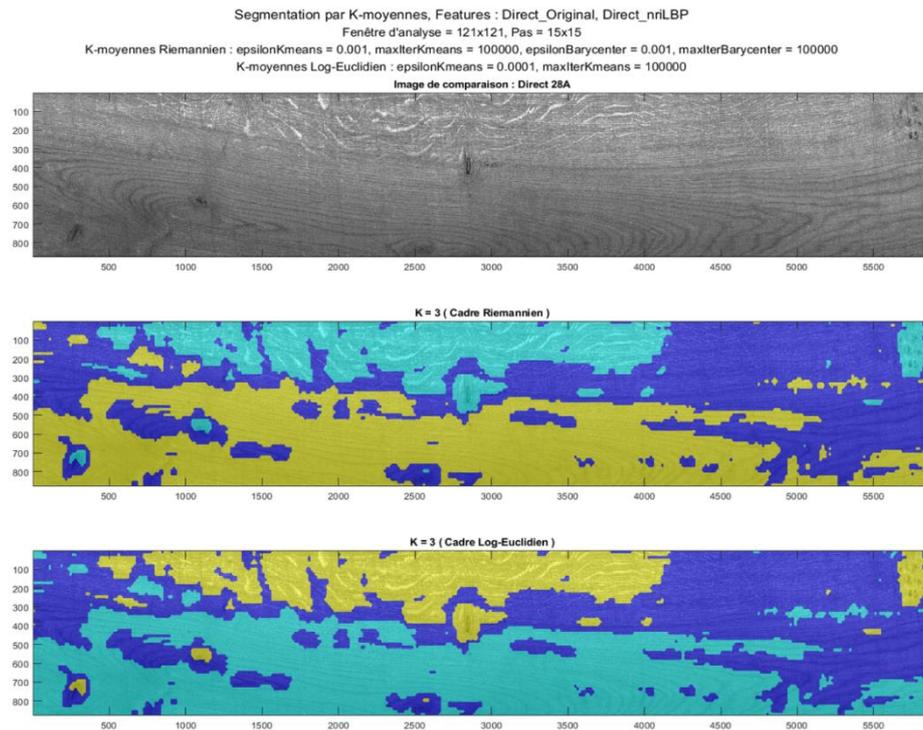 Segmentation par K-moyennes, Features : Direct_Original, Direct_nriLBP
Fenêtre d'analyse = 121x121, Pas = 15x15
K-moyennes Riemannien : epsilonKmeans = 0.001, maxIterKmeans = 100000, epsilonBarycenter = 0.001, maxIterBarycenter = 100000
K-moyennes Log-Euclidien : epsilonKmeans = 0.0001, maxIterKmeans = 100000
Image de comparaison : Direct 28A
100
200
300
400
500
600
700
800
500 1000 1500 2000 2500 3000 3500 4000 4500 5000 5500
K = 3 ( Cadre Riemannien )
100
200
300
400
500
600
700
800
500 1000 1500 2000 2500 3000 3500 4000 4500 5000 5500
K = 3 ( Cadre Log-Euclidien )
100
200
300
400
500
600
700
800
500 1000 1500 2000 2500 3000 3500 4000 4500 5000 5500